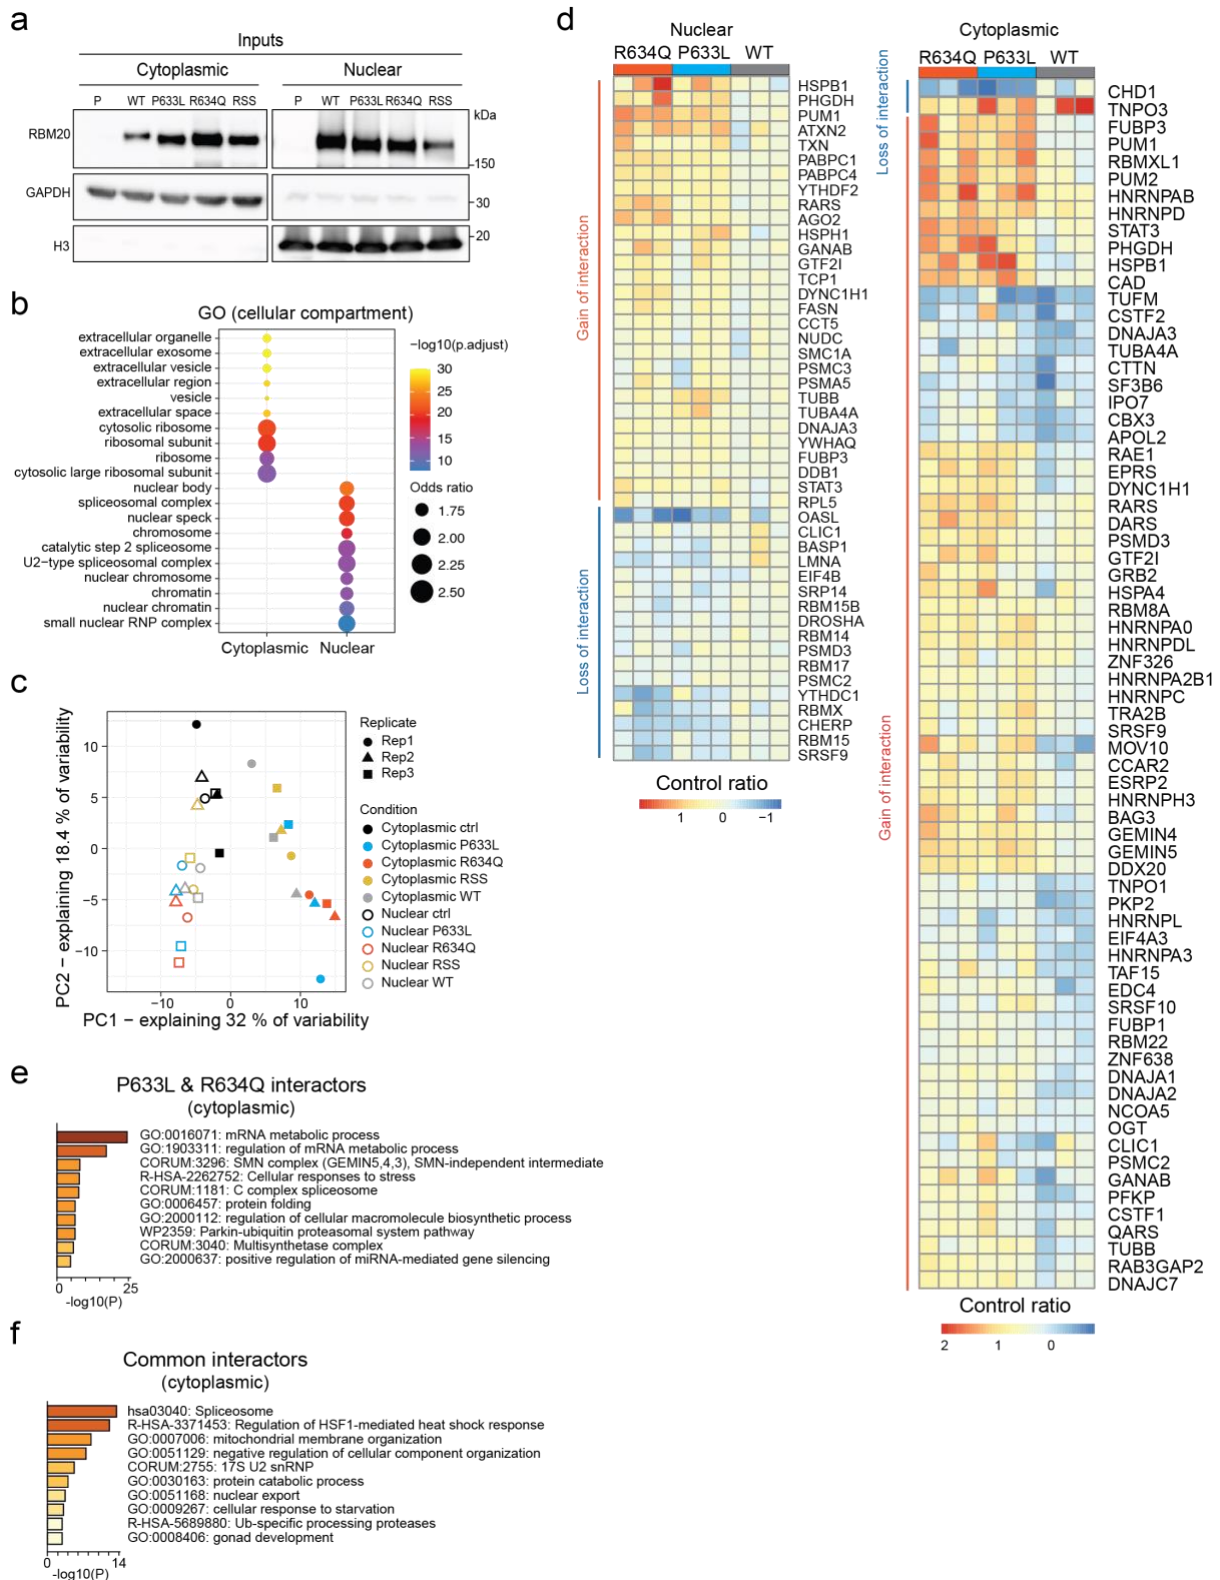 a
Inputs
Cytoplasmic
Nuclear
P WT P633L R634Q RSS
P WT P633L R634Q RSS
kDa
RBM20
150
GAPDH
30
H3
20
b
GO (cellular compartment)
extracellular organelle
extracellular exosome
extracellular vesicle
extracellular region
vesicle
extracellular space
cytosolic ribosome
ribosomal subunit
ribosome
cytosolic large ribosomal subunit
nuclear body
spliceosomal complex
nuclear speck
chromosome
catalytic step 2 spliceosome
U2−type spliceosomal complex
nuclear chromosome
chromatin
nuclear chromatin
small nuclear RNP complex
Cytoplasmic Nuclear
−log10(p.adjust)
30
25
20
15
10
Odds ratio
1.75
2.00
2.25
2.50
c
PC2 − explaining 18.4 % of variability
10
5
0
−5
−10
−10 0 10
PC1 − explaining 32 % of variability
Replicate
Rep1
Rep2
Rep3
Condition
Cytoplasmic ctrl
Cytoplasmic P633L
Cytoplasmic R634Q
Cytoplasmic RSS
Cytoplasmic WT
Nuclear ctrl
Nuclear P633L
Nuclear R634Q
Nuclear RSS
Nuclear WT
d
Nuclear
R634Q P633L WT
Gain of interaction
Loss of interaction
HSPB1
PHGDH
PUM1
ATXN2
TXN
PABPC1
PABPC4
YTHDF2
RARS
AGO2
HSPH1
GANAB
GTF2I
TCP1
DYNC1H1
FASN
CCT5
NUDC
SMC1A
PSMC3
PSMA5
TUBB
TUBA4A
DNAJA3
YWHAQ
FUBP3
DDB1
STAT3
RPL5
OASL
CLIC1
BASP1
LMNA
EIF4B
SRP14
RBM15B
DROSHA
RBM14
PSMD3
RBM17
PSMC2
YTHDC1
RBMX
CHERP
RBM15
SRSF9
Control ratio
1 0 −1
Cytoplasmic
R634Q P633L WT
Loss of interaction
Gain of interaction
CHD1
TNPO3
FUBP3
PUM1
RBMXL1
PUM2
HNRNPAB
HNRNPD
STAT3
PHGDH
HSPB1
CAD
TUFM
CSTF2
DNAJA3
TUBA4A
CTTN
SF3B6
IPO7
CBX3
APOL2
RAE1
EPRS
DYNC1H1
RARS
DARS
PSMD3
GTF2I
GRB2
HSPA4
RBM8A
HNRNPA0
HNRNPDL
ZNF326
HNRNPA2B1
HNRNPC
TRA2B
SRSF9
MOV10
CCAR2
ESRP2
HNRNPH3
BAG3
GEMIN4
GEMIN5
DDX20
TNPO1
PKP2
HNRNPL
EIF4A3
HNRNPA3
TAF15
EDC4
SRSF10
FUBP1
RBM22
ZNF638
DNAJA1
DNAJA2
NCOA5
OGT
CLIC1
PSMC2
GANAB
PFKP
CSTF1
QARS
TUBB
RAB3GAP2
DNAJC7
Control ratio
2 1 0
e
P633L & R634Q interactors
(cytoplasmic)
GO:0016071: mRNA metabolic process
GO:1903311: regulation of mRNA metabolic process
CORUM:3296: SMN complex (GEMIN5,4,3), SMN-independent intermediate
R-HSA-2262752: Cellular responses to stress
CORUM:1181: C complex spliceosome
GO:0006457: protein folding
GO:2000112: regulation of cellular macromolecule biosynthetic process
WP2359: Parkin-ubiquitin proteasomal system pathway
CORUM:3040: Multisynthetase complex
GO:2000637: positive regulation of miRNA-mediated gene silencing
0 25
-log10(P)
f
Common interactors
(cytoplasmic)
hsa03040: Spliceosome
R-HSA-3371453: Regulation of HSF1-mediated heat shock response
GO:0007006: mitochondrial membrane organization
GO:0051129: negative regulation of cellular component organization
CORUM:2755: 17S U2 snRNP
GO:0030163: protein catabolic process
GO:0051168: nuclear export
GO:0009267: cellular response to starvation
R-HSA-5689880: Ub-specific processing proteases
GO:0008406: gonad development
0 14
-log10(P)